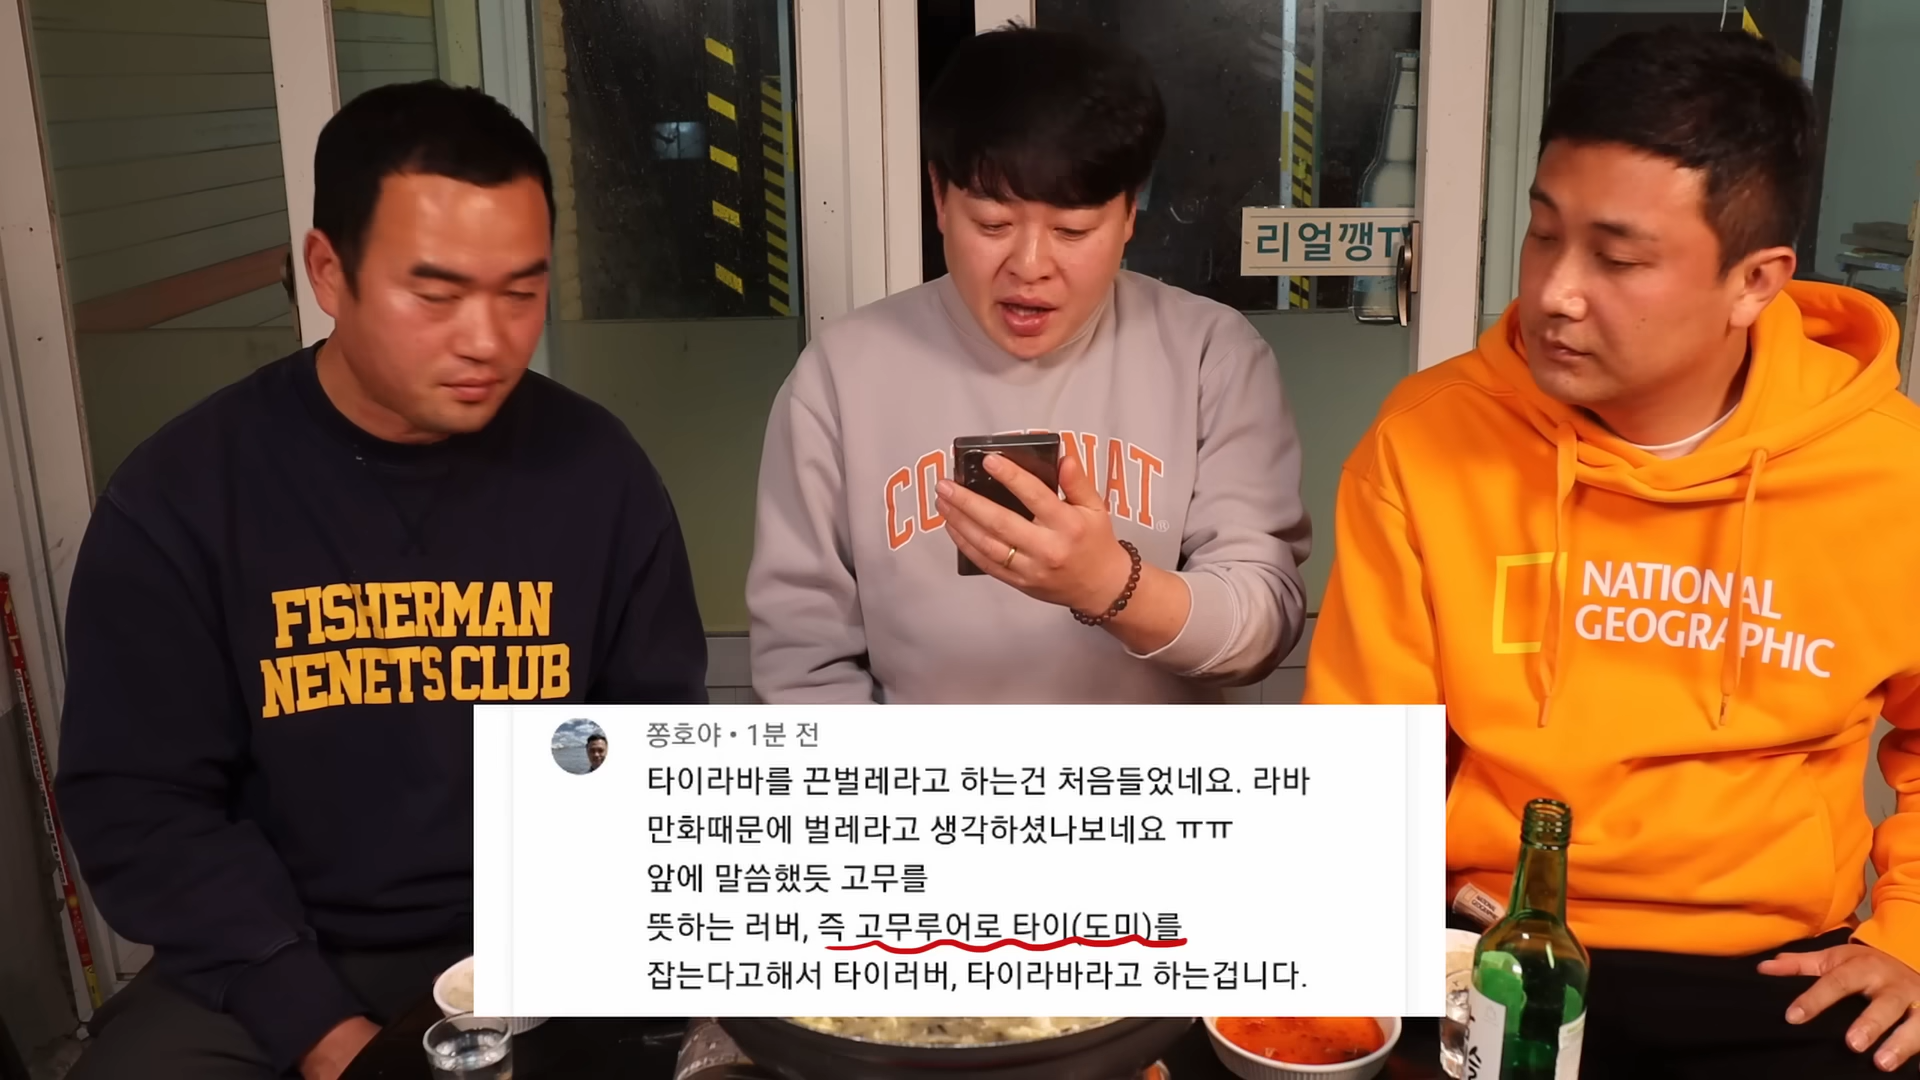 리얼깽T
FISHERMAN
NENETS CLUB
NATIONAL
GEOGRAPHIC
쫑호야 • 1분 전
타이라바를 끈벌레라고 하는건 처음들었네요. 라바
만화때문에 벌레라고 생각하셨나보네요 ㅠㅠ
앞에 말씀했듯 고무를
뜻하는 러버, 즉 고무루어로 타이(도미)를
잡는다고해서 타이러버, 타이라바라고 하는겁니다.